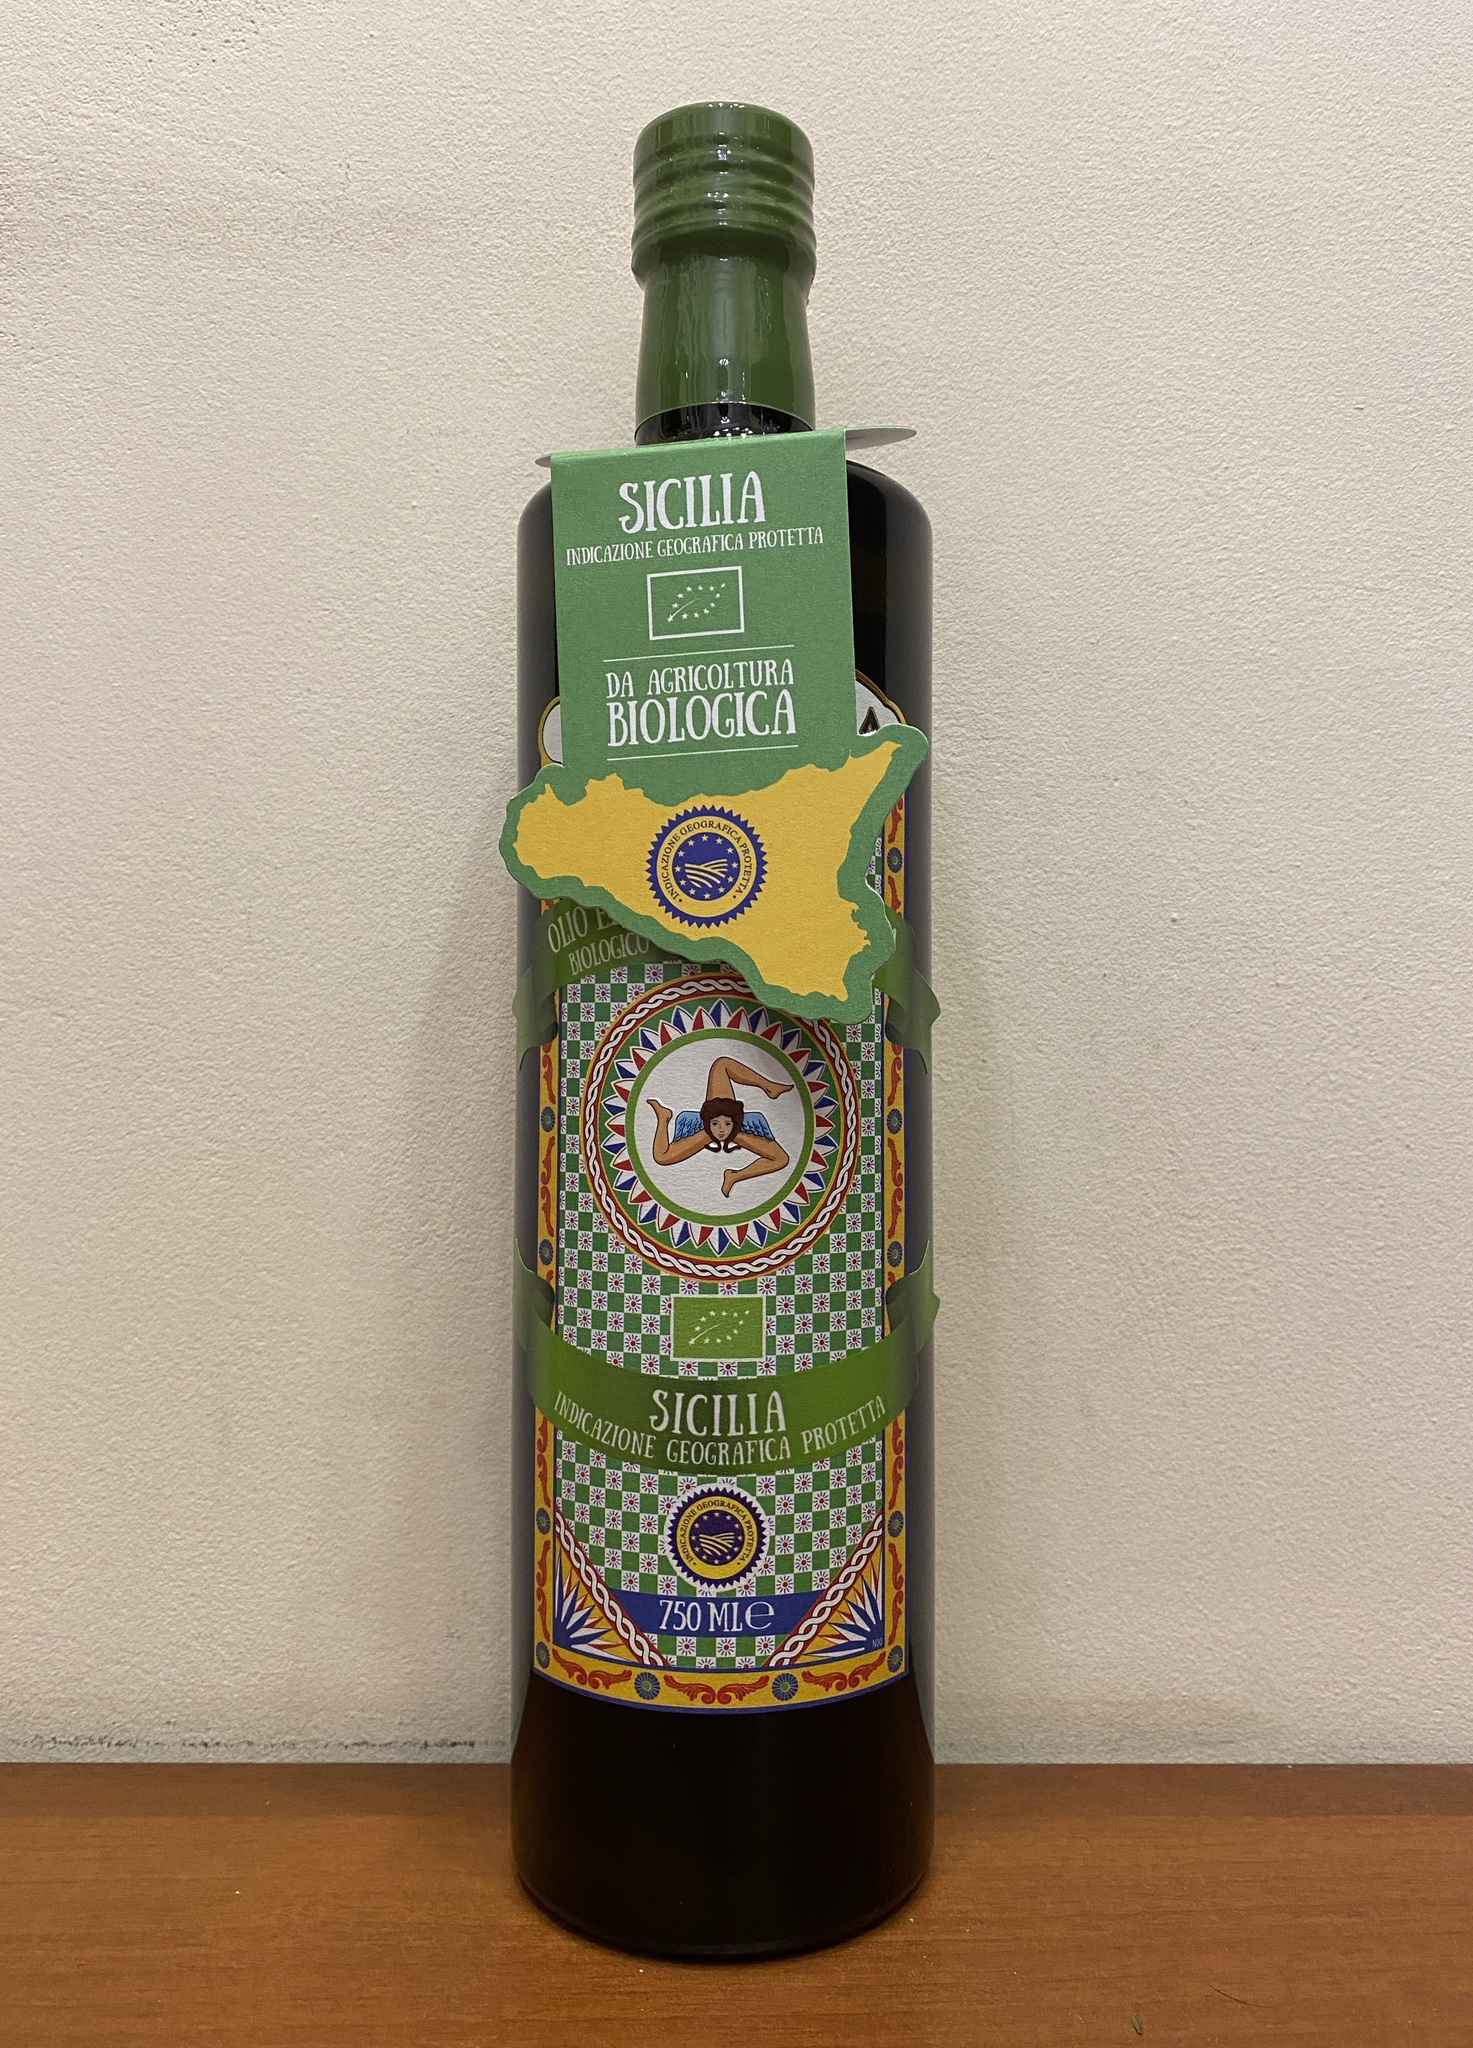 SICILIA
INDICAZIONE GEOGRAFICA PROTETTA
DA AGRICOLTURA
BIOLOGICA
INDICAZIONE GEOGRAFICA PROTETTA
OLIO
BIOLOGICO
SICILIA
INDICAZIONE GEOGRAFICA PROTETTA
INDICAZIONE GEOGRAFICA PROTETTA
750 ML e